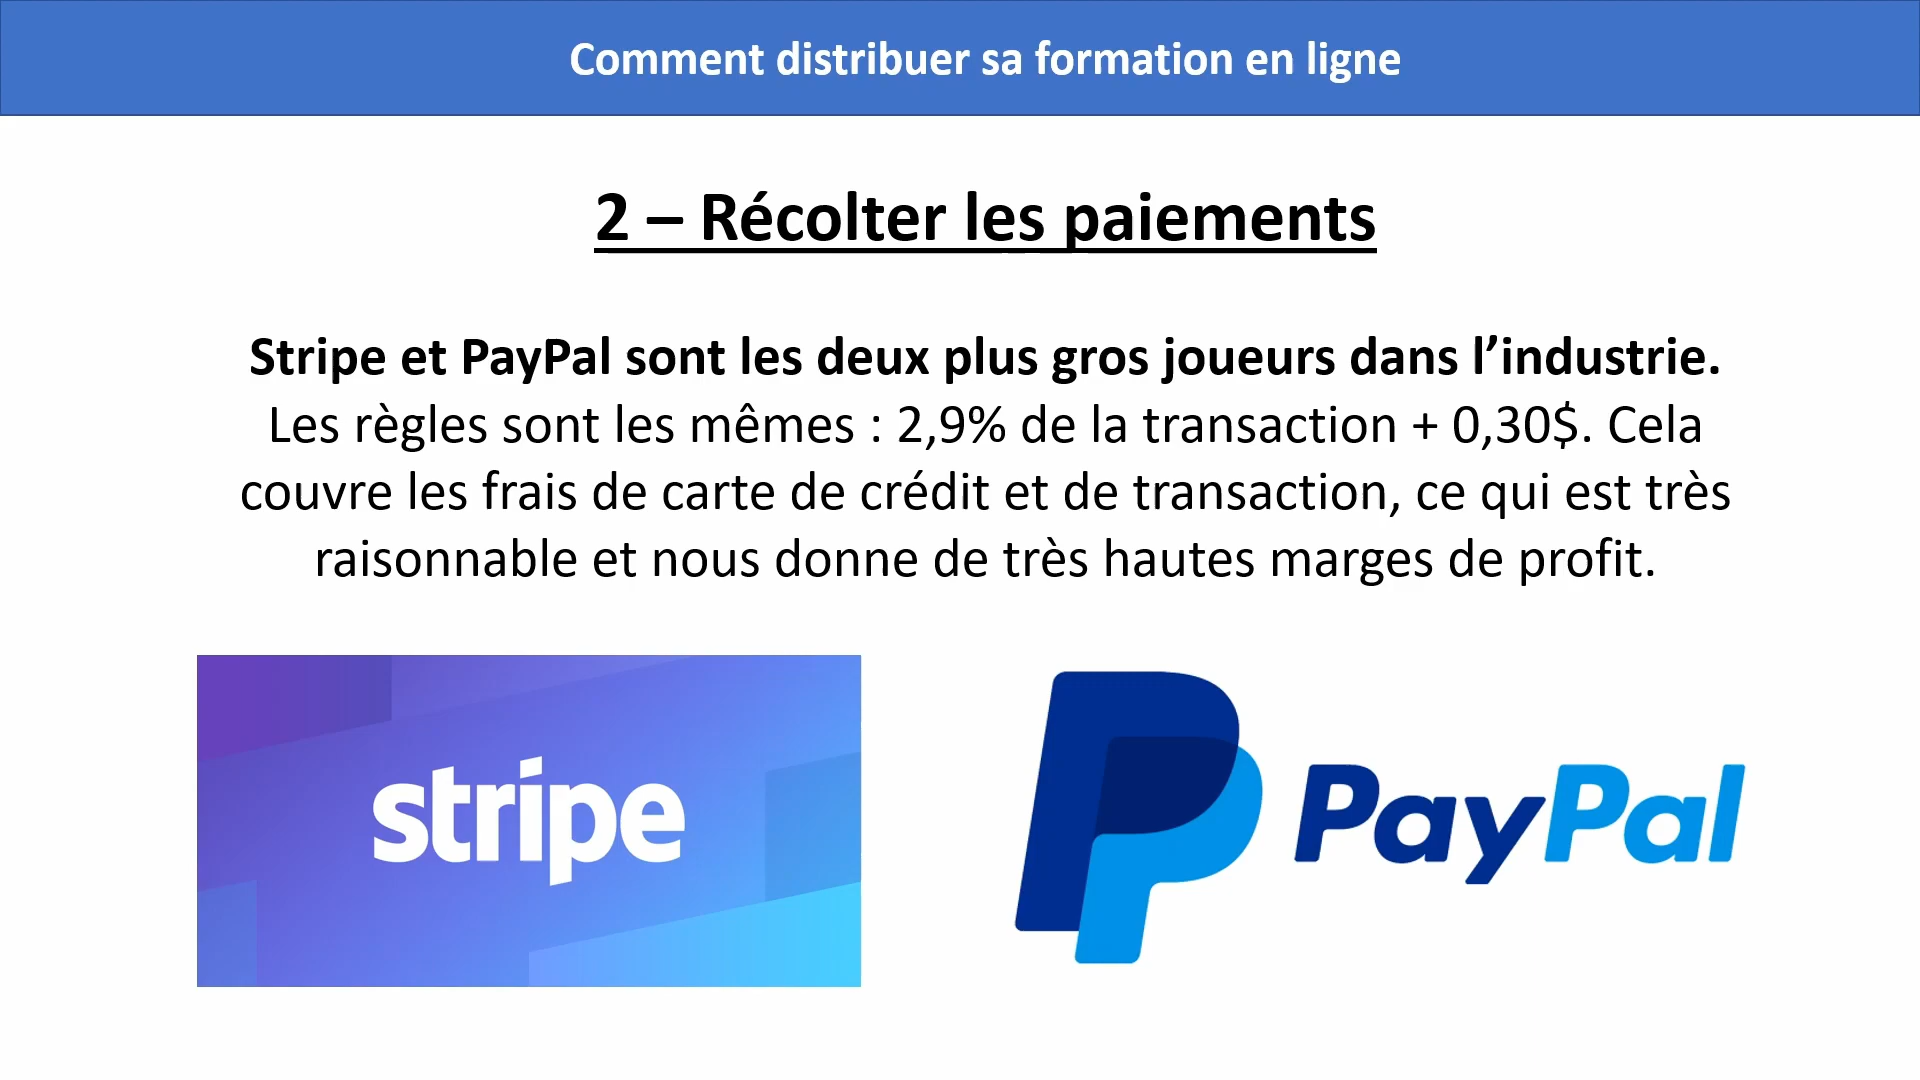 Comment distribuer sa formation en ligne
2 – Récolter les paiements
Stripe et PayPal sont les deux plus gros joueurs dans l’industrie.
Les règles sont les mêmes : 2,9% de la transaction + 0,30$. Cela
couvre les frais de carte de crédit et de transaction, ce qui est très
raisonnable et nous donne de très hautes marges de profit.
stripe
PayPal